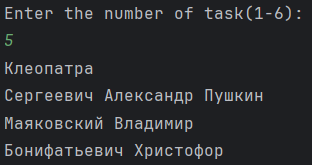 Enter the number of task(1-6):
5
Клеопатра
Сергеевич Александр Пушкин
Маяковский Владимир
Бонифатьевич Христофор